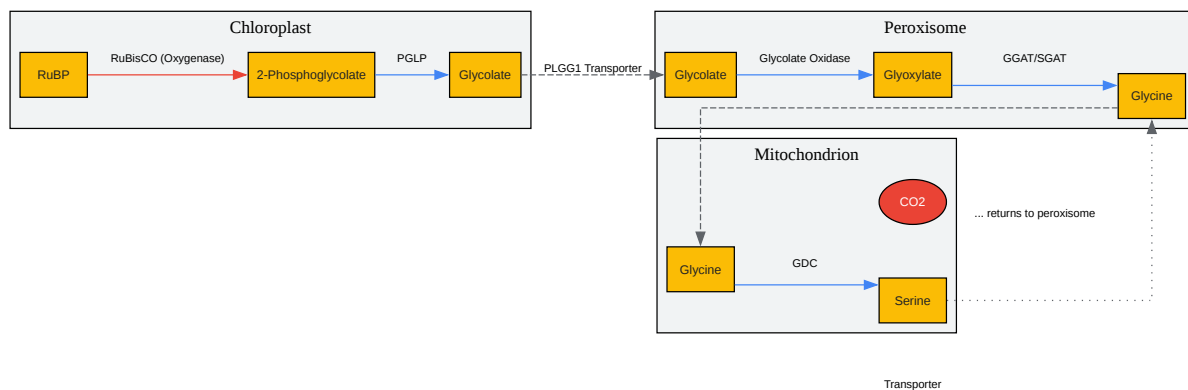 Chloroplast
Peroxisome
RuBisCO (Oxygenase)
PGLP
Glycolate Oxidase
GGAT/SGAT
RuBP
2-Phosphoglycolate
Glycolate
PLGG1 Transporter
Glycolate
Glyoxylate
Glycine
Mitochondrion
CO2
... returns to peroxisome
Glycine
GDC
Serine
Transporter